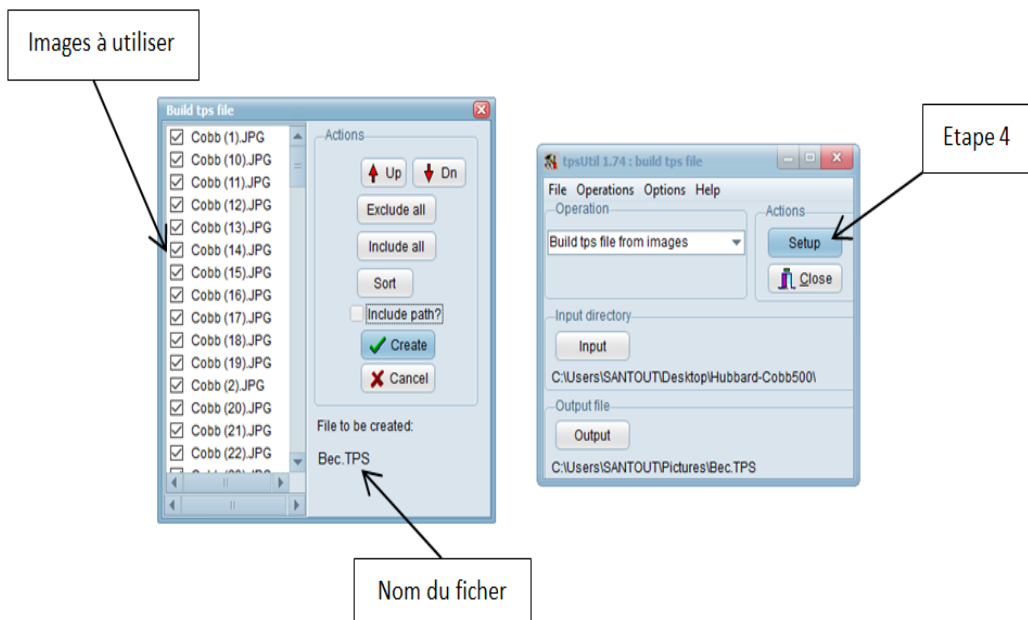 Images à utiliser
Etape 4
Build tps file
Cobb (1).JPG
Cobb (10).JPG
Cobb (11).JPG
Cobb (12).JPG
Cobb (13).JPG
Cobb (14).JPG
Cobb (15).JPG
Cobb (16).JPG
Cobb (17).JPG
Cobb (18).JPG
Cobb (19).JPG
Cobb (2).JPG
Cobb (20).JPG
Cobb (21).JPG
Cobb (22).JPG
Actions
Up
Dn
Exclude all
Include all
Sort
Include path?
Create
Cancel
File to be created:
Bec.TPS
tpsUtil 1.74 : build tps file
File Operations Options Help
Operation
Build tps file from images
Actions
Setup
Close
Input directory
Input
C:\Users\SANTOUT\Desktop\Hubbard-Cobb500\
Output file
Output
C:\Users\SANTOUT\Pictures\Bec.TPS
Nom du ficher